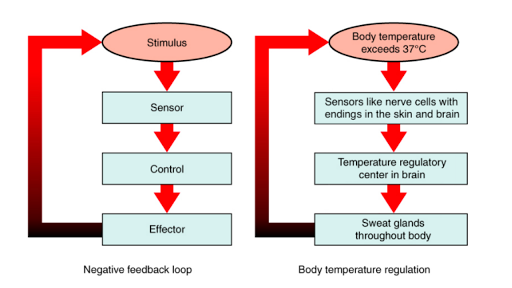 Stimulus
Sensor
Control
Effector
Negative feedback loop
Body temperature
exceeds 37°C
Sensors like nerve cells with
endings in the skin and brain
Temperature regulatory
center in brain
Sweat glands
throughout body
Body temperature regulation